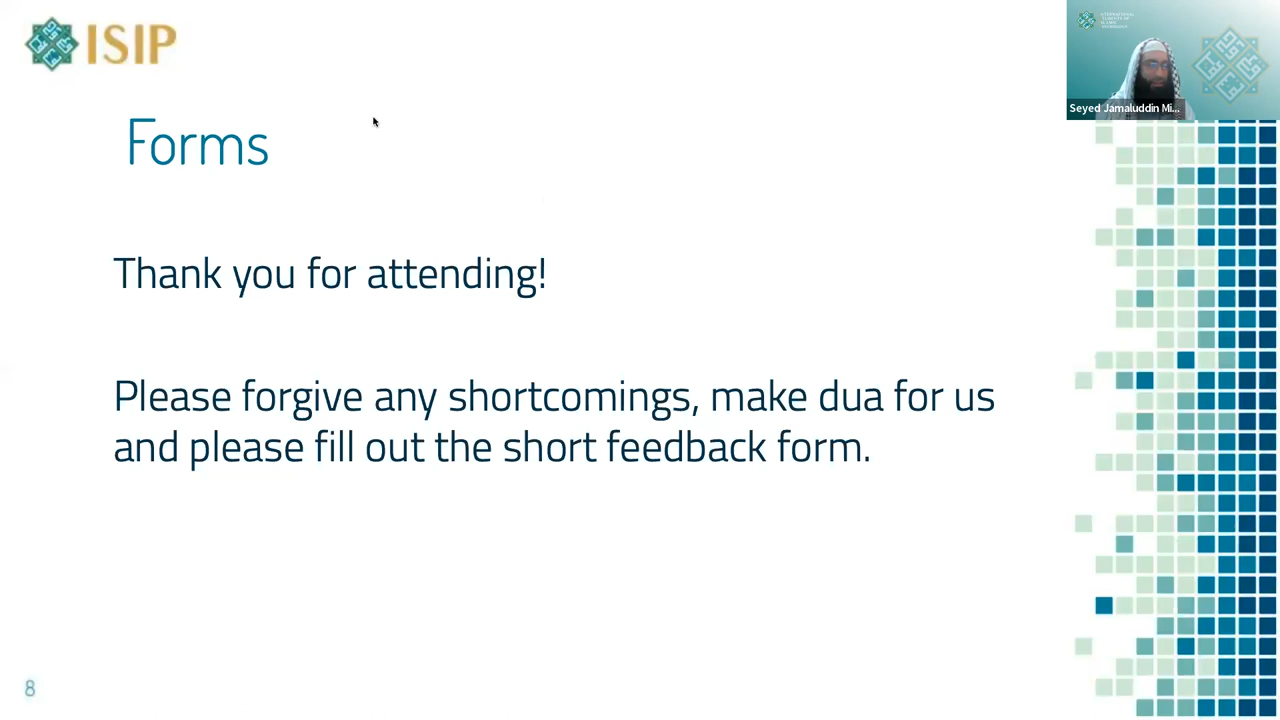 ISIP
Seyed Jamaluddin Mi...
Forms
Thank you for attending!
Please forgive any shortcomings, make dua for us
and please fill out the short feedback form.
8